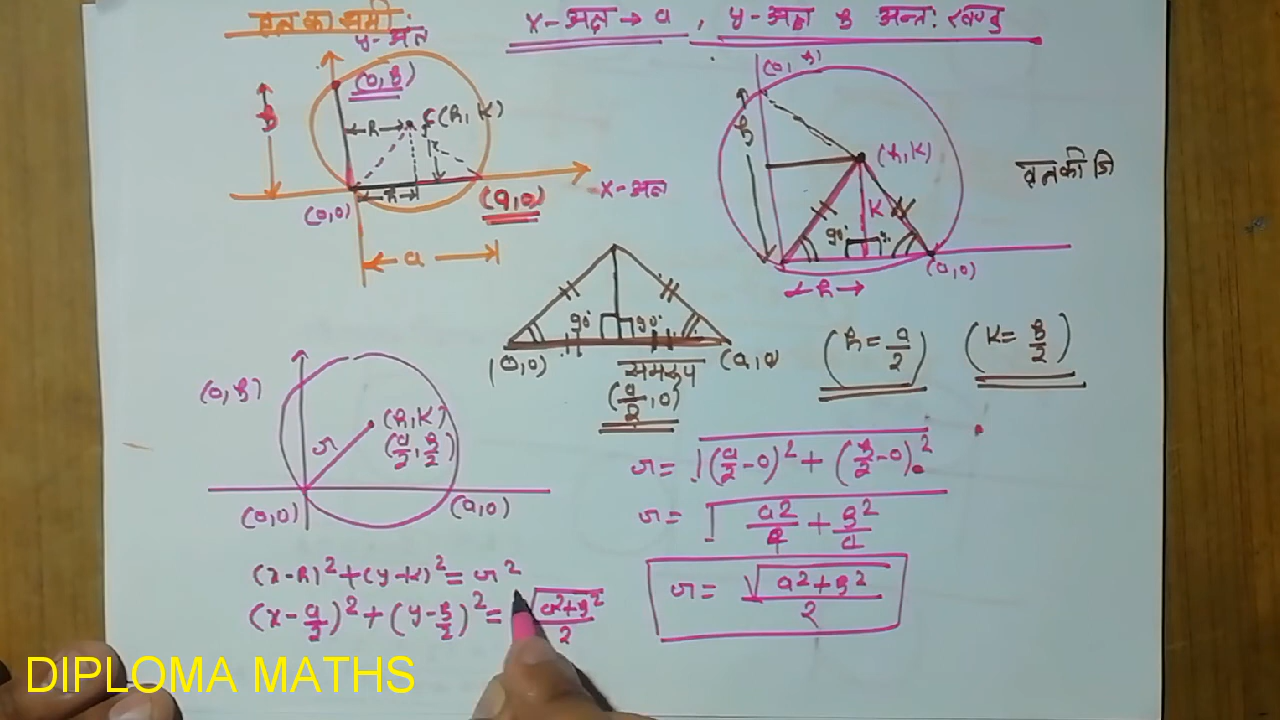 वृत्त का समी.
x-अक्ष → a, y-अक्ष b अन्तः खण्ड
y-अक्ष
(0, b)
b
h
C(h, k)
k
h
x-अक्ष
(0,0)
(a, 0)
a
(0, b)
b
(h, k)
k
90° 90°
(a, 0)
h
वृत्त की त्रि
90° 90°
(0,0) (a, 0)
समरूप
(a/2, 0)
(h = a/2) (k = b/2)
(0, b)
(h, k)
(a/2, b/2)
r
(0,0) (a, 0)
r = √((a/2 - 0)² + (b/2 - 0)²)
r = √(a²/4 + b²/4)
r = √(a² + b²)/2
(x-h)² + (y-k)² = r²
(x - a/2)² + (y - b/2)² = √(a²+b²)/2
DIPLOMA MATHS